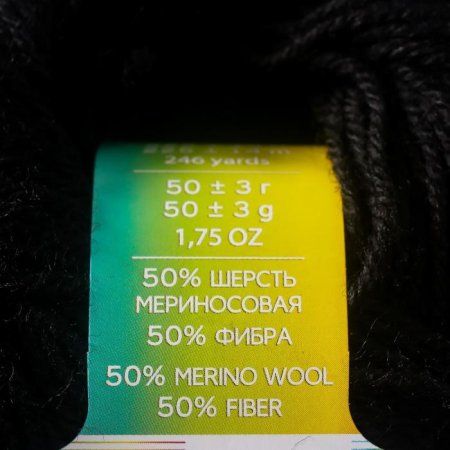 246 yards
50 ± 3 г
50 ± 3 g
1,75 OZ
50% ШЕРСТЬ
МЕРИНОСОВАЯ
50% ФИБРА
50% MERINO WOOL
50% FIBER